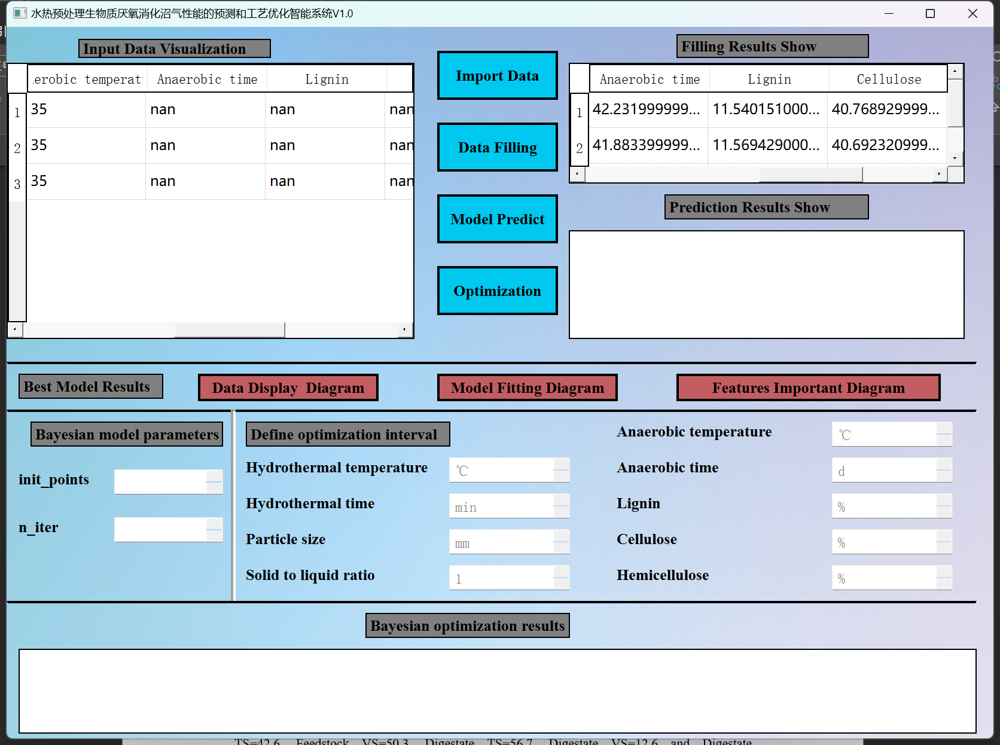 水热预处理生物质厌氧消化沼气性能的预测和工艺优化智能系统V1.0
Input Data Visualization
erobic temperat Anaerobic time Lignin
1 35 nan nan nan
2 35 nan nan nan
3 35 nan nan nan
Import Data
Data Filling
Model Predict
Optimization
Filling Results Show
Anaerobic time Lignin Cellulose
1 42.231999999... 11.540151000... 40.768929999...
2 41.883399999... 11.569429000... 40.692320999...
Prediction Results Show
Best Model Results
Data Display Diagram
Model Fitting Diagram
Features Important Diagram
Bayesian model parameters
init_points
n_iter
Define optimization interval
Hydrothermal temperature ℃
Hydrothermal time min
Particle size mm
Solid to liquid ratio 1
Anaerobic temperature ℃
Anaerobic time d
Lignin %
Cellulose %
Hemicellulose %
Bayesian optimization results
TS=42.6 Feedstock VS=50.3 Digestate TS=56.7 Digestate VS=12.6 and Digestate